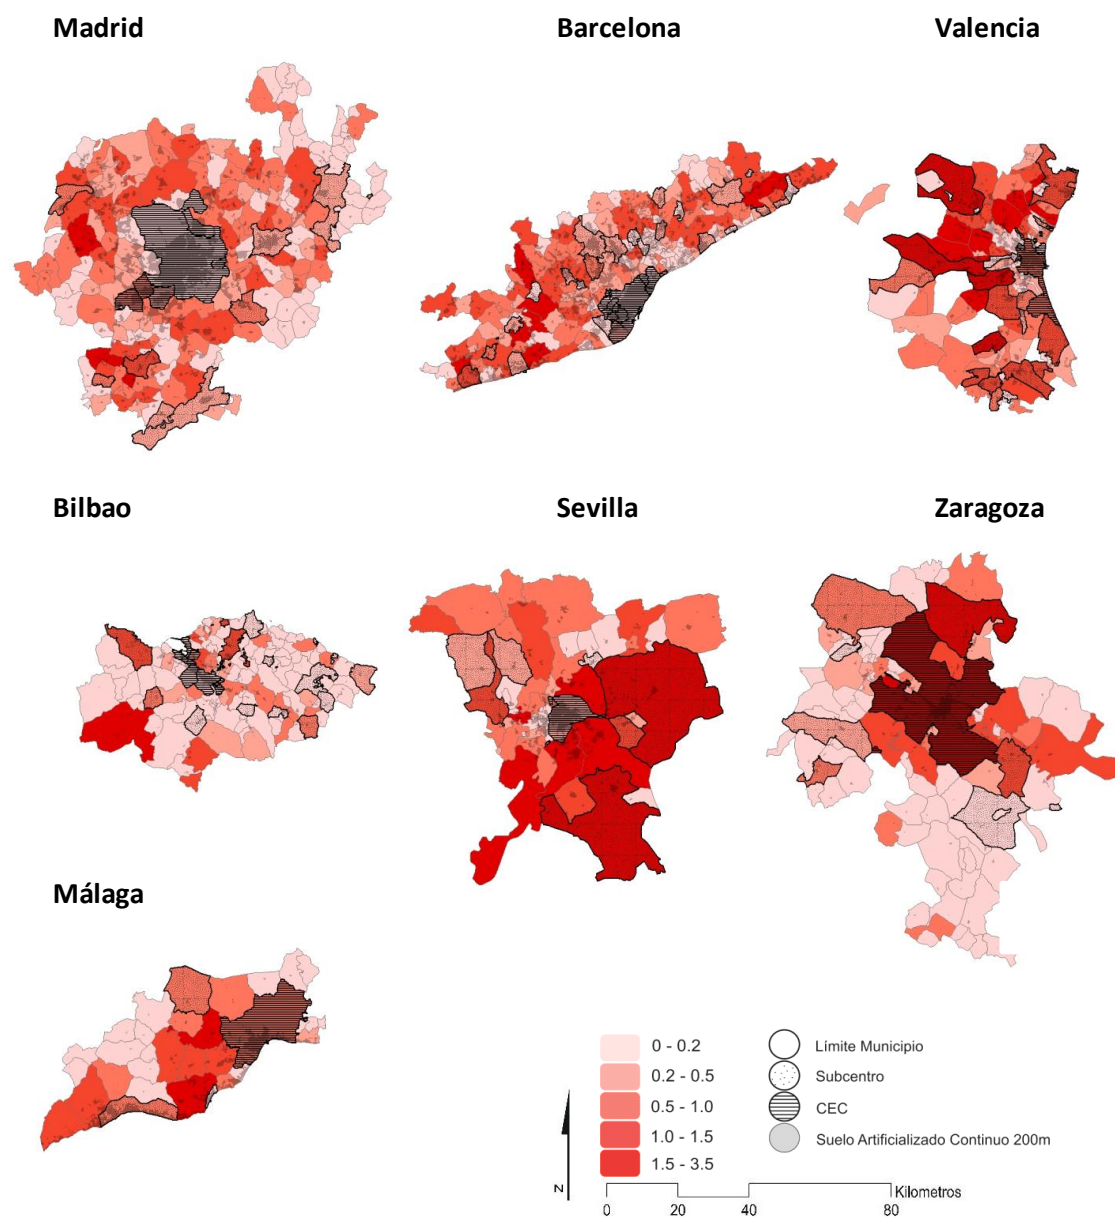 Madrid
Barcelona
Valencia
Bilbao
Sevilla
Zaragoza
Málaga
0 - 0.2
0.2 - 0.5
0.5 - 1.0
1.0 - 1.5
1.5 - 3.5
Límite Municipio
Subcentro
CEC
Suelo Artificializado Continuo 200m
N
Kilometros
0 20 40 80